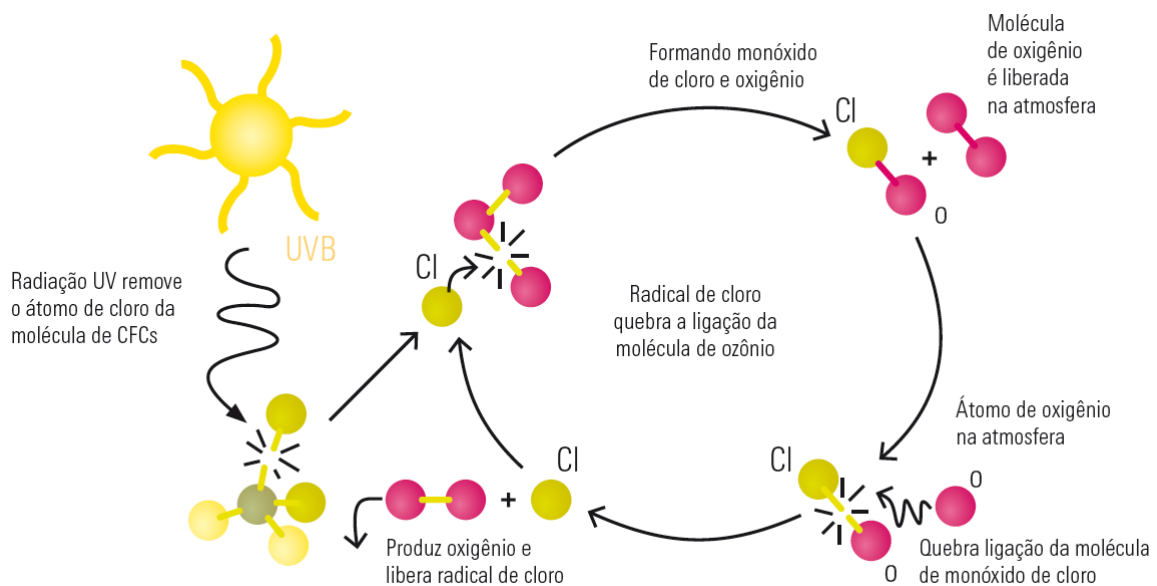 UVB
Radiação UV remove
o átomo de cloro da
molécula de CFCs
Cl
Formando monóxido
de cloro e oxigênio
Cl
+
O
Molécula
de oxigênio
é liberada
na atmosfera
Radical de cloro
quebra a ligação da
molécula de ozônio
Átomo de oxigênio
na atmosfera
Cl
O
O
Quebra ligação da molécula
de monóxido de cloro
+
Cl
Produz oxigênio e
libera radical de cloro